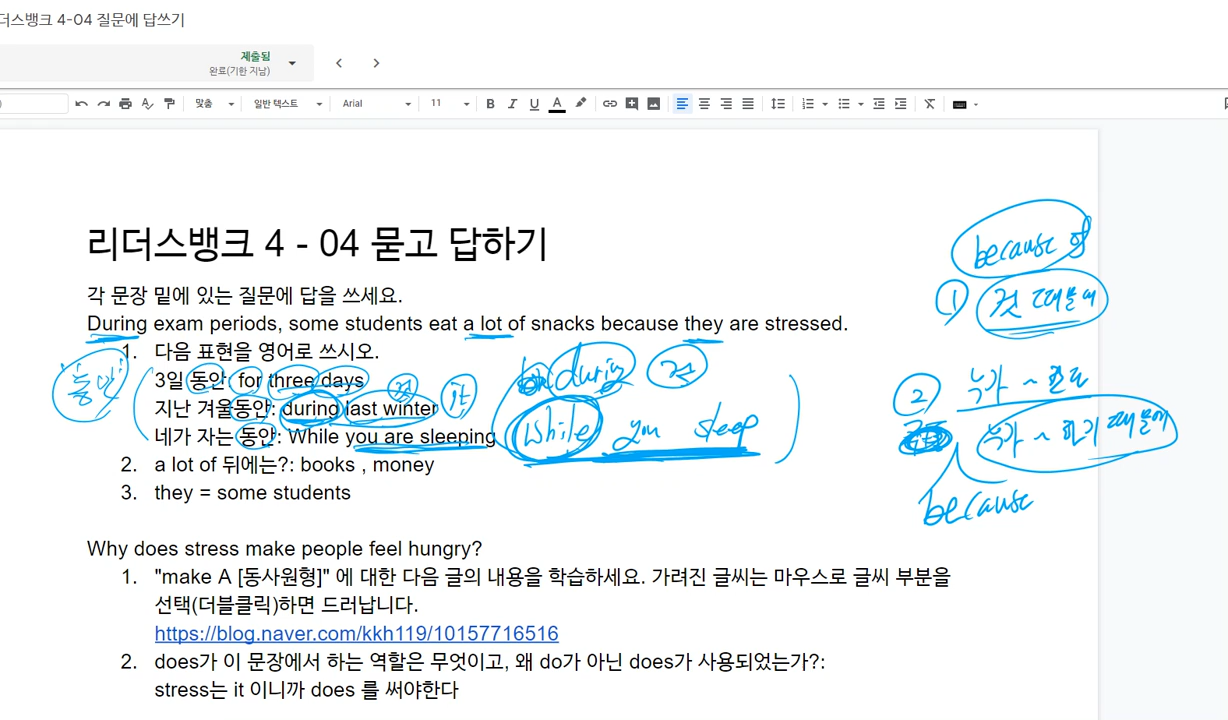 더스뱅크 4-04 질문에 답쓰기
제출됨
완료(기한 지남)
맞춤 일반 텍스트 Arial 11 B I U A
리더스뱅크 4 - 04 묻고 답하기
각 문장 밑에 있는 질문에 답을 쓰세요.
During exam periods, some students eat a lot of snacks because they are stressed.
1. 다음 표현을 영어로 쓰시오.
3일 동안: for three days
지난 겨울동안: during last winter
네가 자는 동안: While you are sleeping
2. a lot of 뒤에는?: books , money
3. they = some students
동안
것
during 것
while you sleep
because of
① 것 때문에
② 누가 ~ 한다
누가 ~ 하기 때문에
because
Why does stress make people feel hungry?
1. "make A [동사원형]" 에 대한 다음 글의 내용을 학습하세요. 가려진 글씨는 마우스로 글씨 부분을
선택(더블클릭)하면 드러납니다.
https://blog.naver.com/kkh119/10157716516
2. does가 이 문장에서 하는 역할은 무엇이고, 왜 do가 아닌 does가 사용되었는가?:
stress는 it 이니까 does 를 써야한다